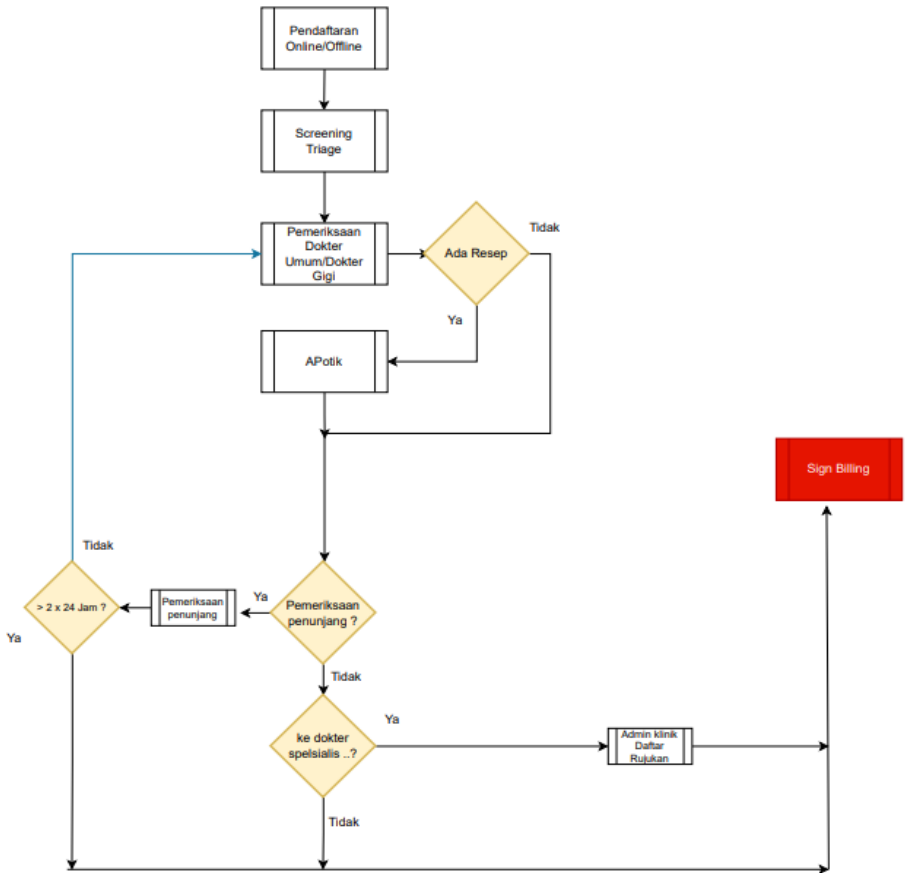 Pendaftaran
Online/Offline
Screening
Triage
Pemeriksaan
Dokter
Umum/Dokter
Gigi
Ada Resep
Tidak
Ya
APotik
Sign Billing
Tidak
> 2 x 24 Jam ?
Ya
Pemeriksaan
penunjang
Ya
Pemeriksaan
penunjang ?
Tidak
ke dokter
spelsialis ..?
Ya
Admin klinik
Daftar
Rujukan
Tidak